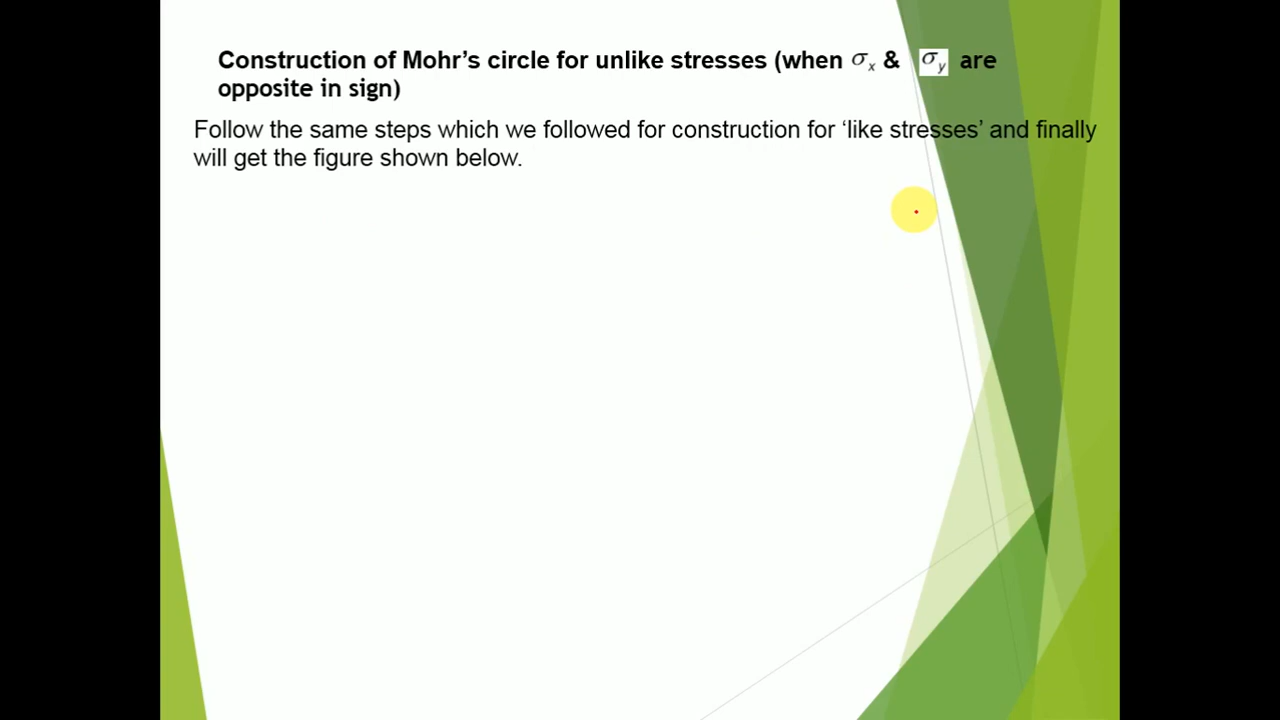 Construction of Mohr’s circle for unlike stresses (when σx & σy are
opposite in sign)
Follow the same steps which we followed for construction for ‘like stresses’ and finally
will get the figure shown below.